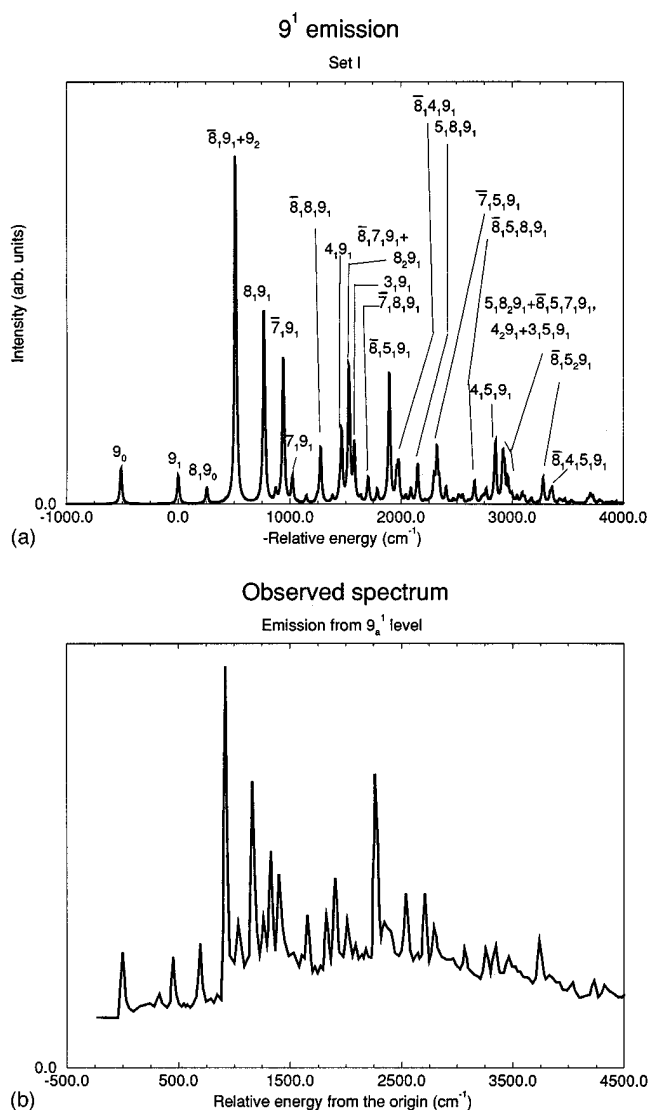 9¹ emission
Set I
Intensity (arb. units)
0.0
9₀
9₁
8₁9₀
8̅₁9₁+9₂
8₁9₁
7̅₁9₁
7₁9₁
8̅₁8₁9₁
4₁9₁
8̅₁7₁9₁+
8₂9₁
3₁9₁
7̅₁8₁9₁
8̅₁5₁9₁
8̅₁4₁9₁
5₁8₁9₁
7̅₁5₁9₁
8̅₁5₁8₁9₁
5₁8₂9₁+8̅₁5₁7₁9₁,
4₂9₁+3₁5₁9₁
4₁5₁9₁
8̅₁5₂9₁
8̅₁4₁5₁9₁
-1000.0 0.0 1000.0 2000.0 3000.0 4000.0
-Relative energy (cm⁻¹)
(a)
Observed spectrum
Emission from 9ₐ¹ level
0.0
-500.0 500.0 1500.0 2500.0 3500.0 4500.0
Relative energy from the origin (cm⁻¹)
(b)